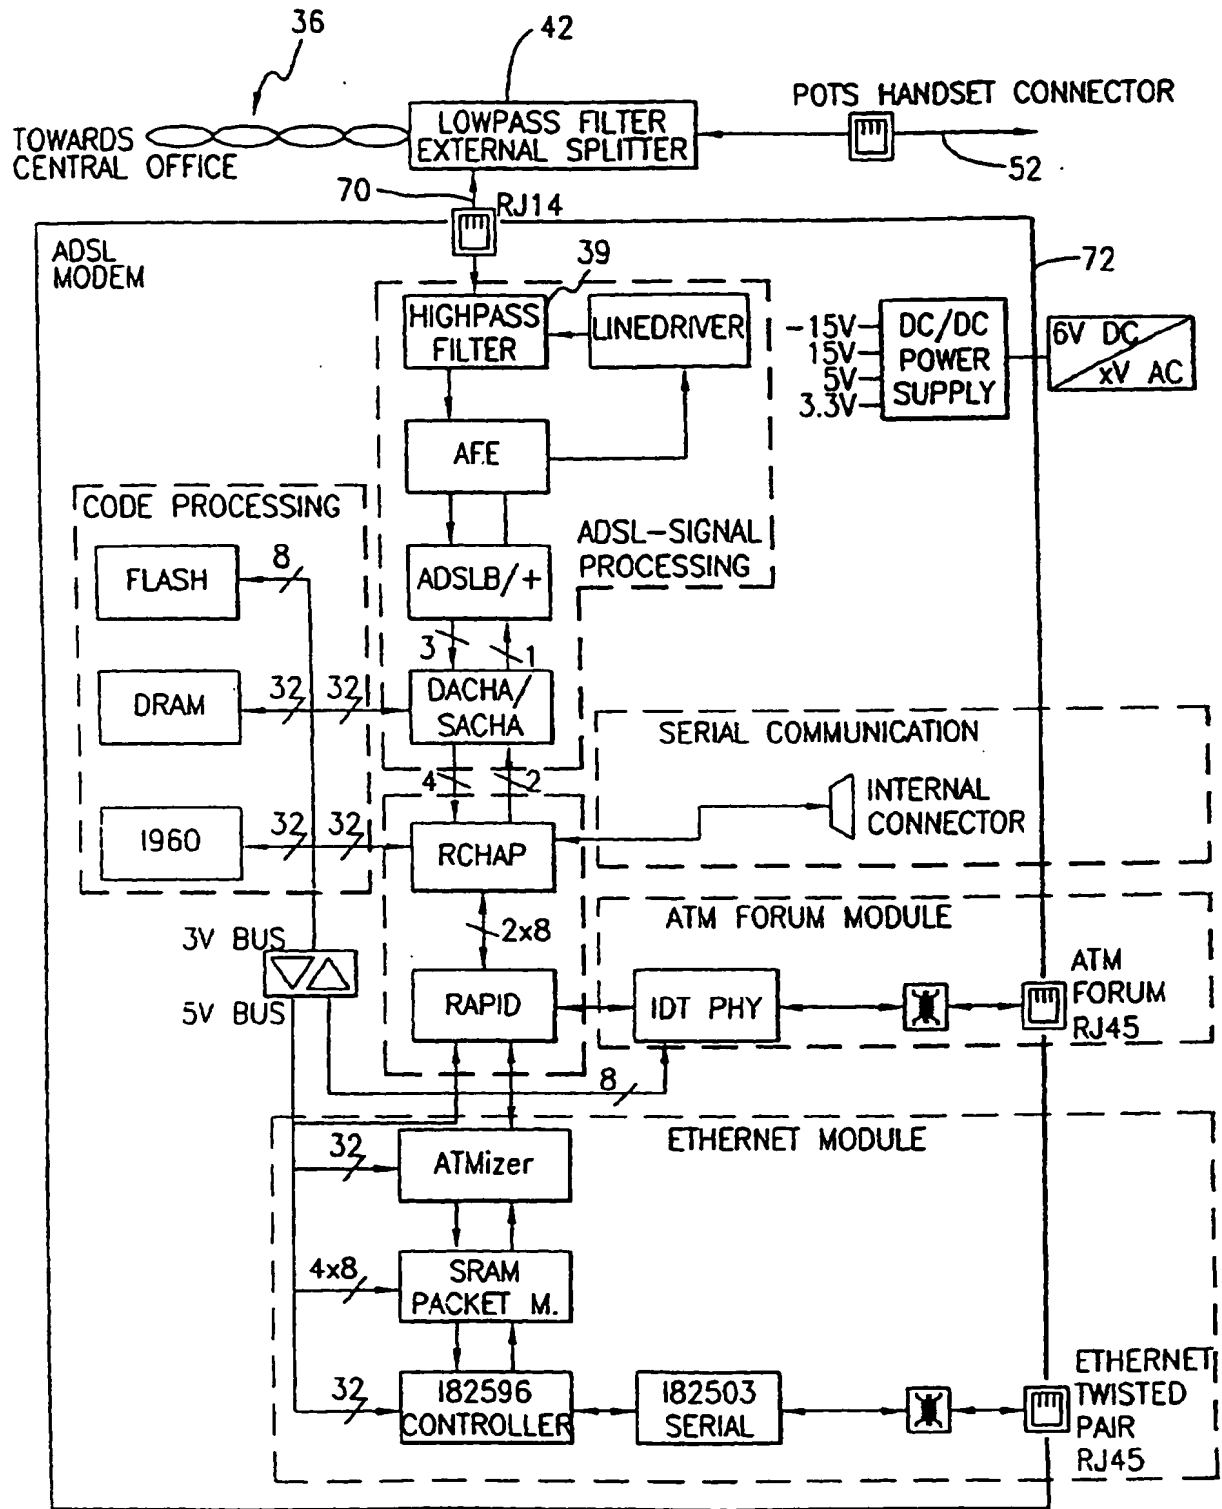 36
42
POTS HANDSET CONNECTOR
LOWPASS FILTER
EXTERNAL SPLITTER
TOWARDS
CENTRAL OFFICE
52
70
RJ14
ADSL
MODEM
39
72
HIGHPASS
FILTER
LINEDRIVER
-15V
15V
5V
3.3V
DC/DC
POWER
SUPPLY
6V DC
xV AC
AFE
CODE PROCESSING
ADSL-SIGNAL
PROCESSING
FLASH
8
ADSLB/+
3
1
DRAM
32
32
DACHA/
SACHA
SERIAL COMMUNICATION
4
2
INTERNAL
CONNECTOR
I960
32
32
RCHAP
2x8
ATM FORUM MODULE
3V BUS
5V BUS
RAPID
IDT PHY
ATM
FORUM
RJ45
8
ETHERNET MODULE
32
ATMizer
4x8
SRAM
PACKET M.
32
I82596
CONTROLLER
I82503
SERIAL
ETHERNET
TWISTED
PAIR
RJ45